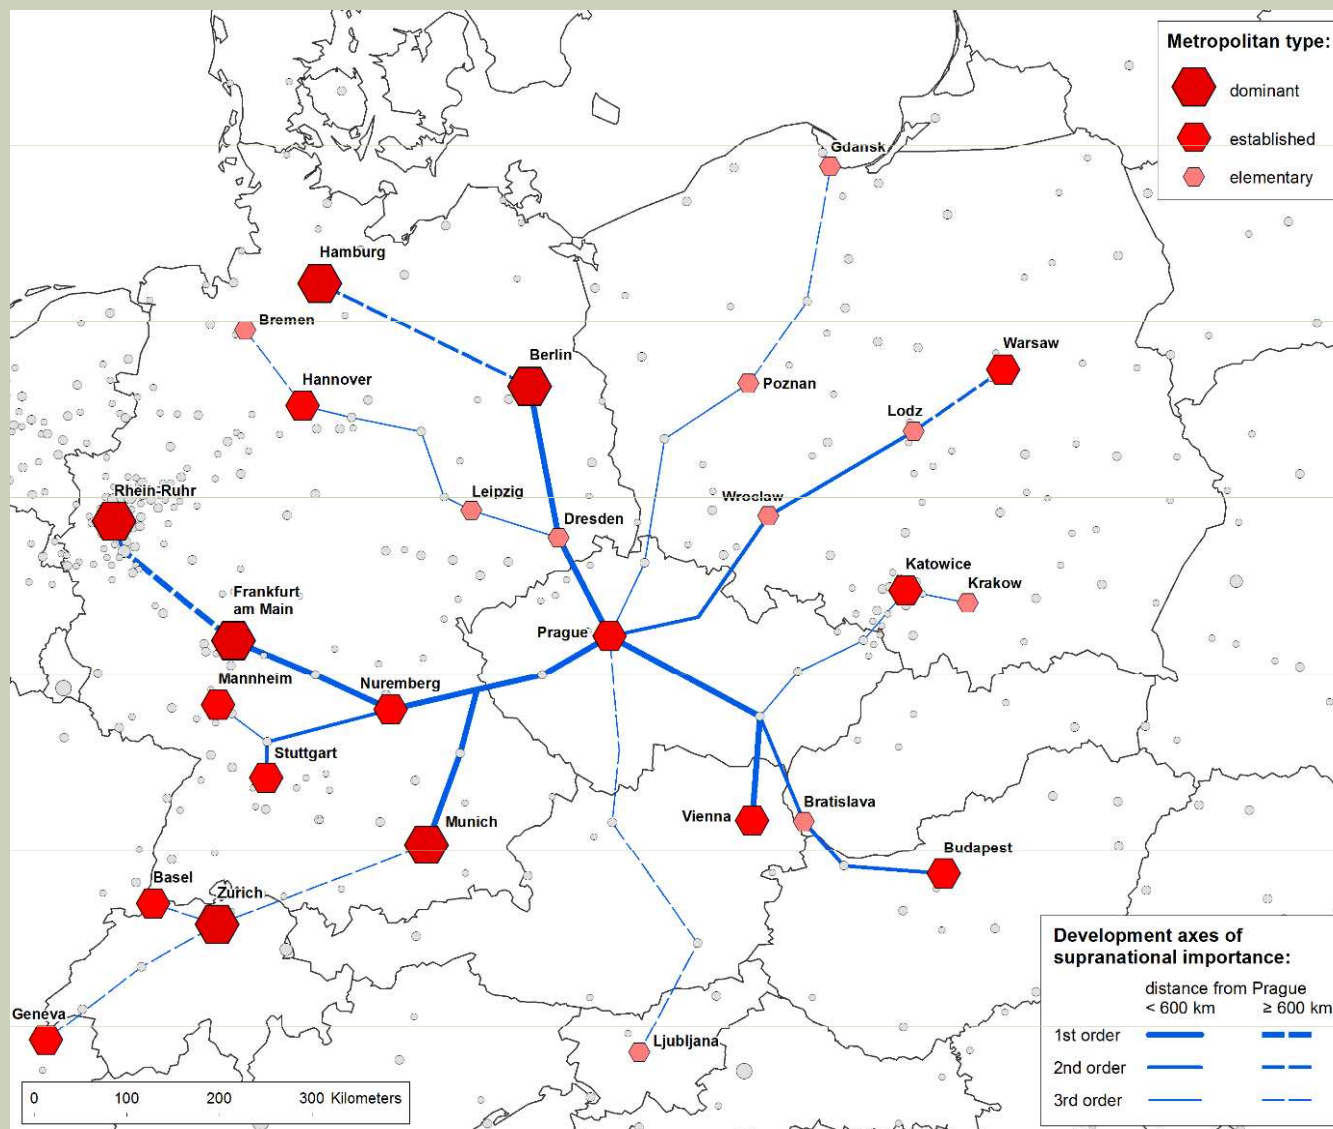 Metropolitan type:
dominant
established
elementary
Gdansk
Hamburg
Bremen
Berlin
Warsaw
Hannover
Poznan
Lodz
Rhein-Ruhr
Leipzig
Wroclaw
Dresden
Katowice
Krakow
Frankfurt
am Main
Prague
Mannheim
Nuremberg
Stuttgart
Munich
Vienna
Bratislava
Budapest
Basel
Zurich
Geneva
Ljubljana
Development axes of
supranational importance:
distance from Prague
< 600 km ≥ 600 km
1st order
2nd order
3rd order
0 100 200 300 Kilometers